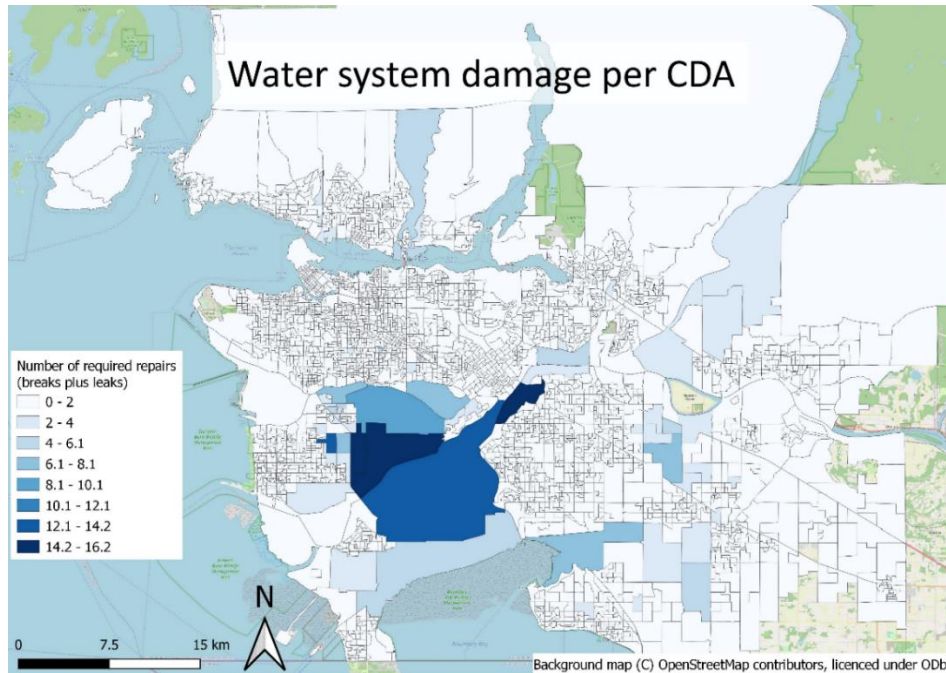 Water system damage per CDA
Number of required repairs
(breaks plus leaks)
0 - 2
2 - 4
4 - 6.1
6.1 - 8.1
8.1 - 10.1
10.1 - 12.1
12.1 - 14.2
14.2 - 16.2
N
0 7.5 15 km
Background map (C) OpenStreetMap contributors, licenced under ODb